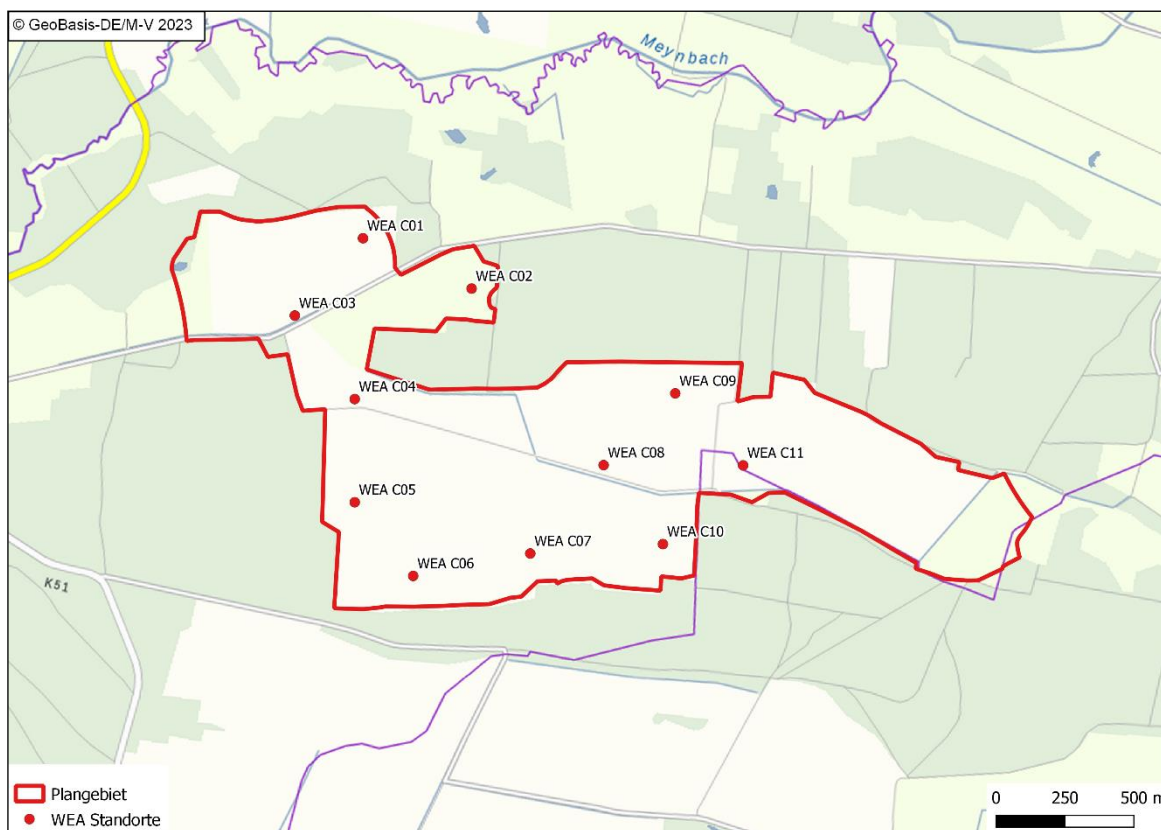 © GeoBasis-DE/M-V 2023
Meynbach
WEA C01
WEA C02
WEA C03
WEA C04
WEA C09
WEA C08
WEA C11
WEA C05
WEA C10
WEA C07
WEA C06
K51
Plangebiet
WEA Standorte
0 250 500 m